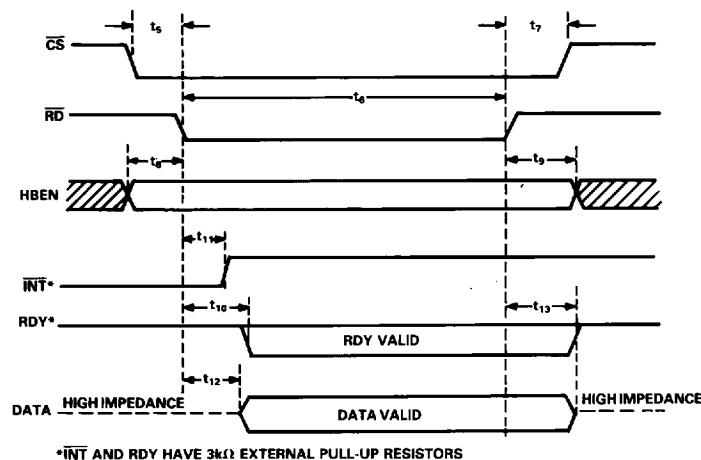 t5
t7
CS
t6
RD
t8
t9
HBEN
t11
INT*
t10
t13
RDY*
RDY VALID
t12
DATA
HIGH IMPEDANCE
DATA VALID
HIGH IMPEDANCE
*INT AND RDY HAVE 3kΩ EXTERNAL PULL-UP RESISTORS